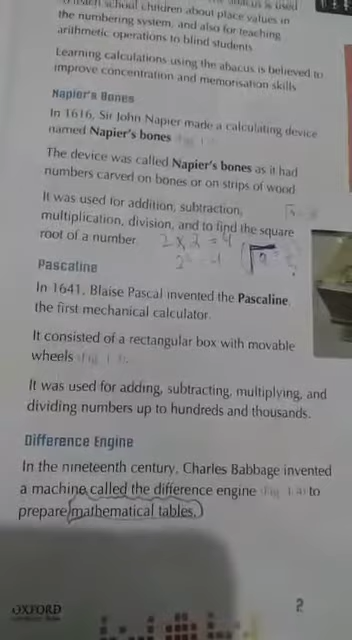 school children about place values in
the numbering system, and also for teaching
arithmetic operations to blind students
Learning calculations using the abacus is believed to
improve concentration and memorisation skills
Napier's Bones
In 1616, Sir John Napier made a calculating device
named Napier's bones
The device was called Napier's bones as it had
numbers carved on bones or on strips of wood
It was used for addition, subtraction,
multiplication, division, and to find the square
root of a number 2 × 2 = 4
Pascaline
In 1641, Blaise Pascal invented the Pascaline,
the first mechanical calculator.
It consisted of a rectangular box with movable
wheels
It was used for adding, subtracting, multiplying, and
dividing numbers up to hundreds and thousands.
Difference Engine
In the nineteenth century, Charles Babbage invented
a machine called the difference engine (Fig. 1.4) to
prepare mathematical tables.
2
OXFORD